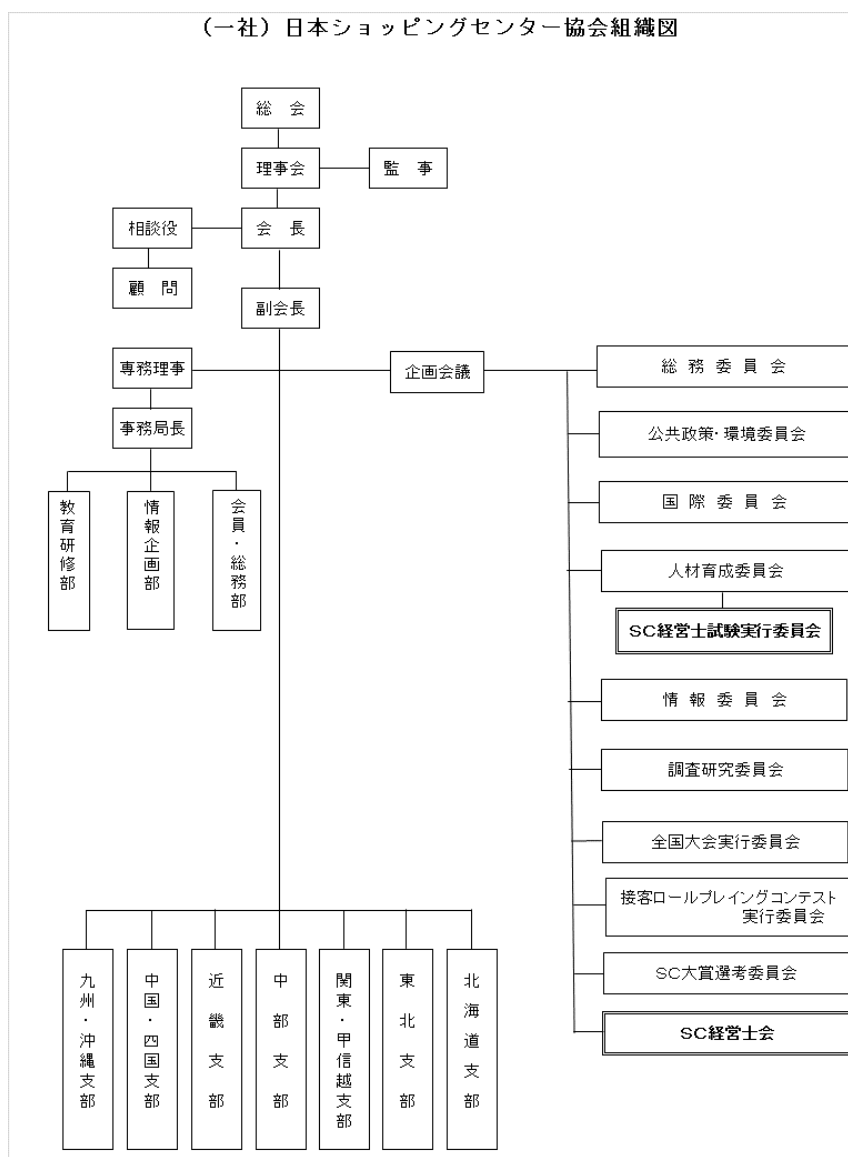 (一社)日本ショッピングセンター協会組織図
総会
理事会
監事
相談役
会長
顧問
副会長
専務理事
企画会議
総務委員会
事務局長
公共政策・環境委員会
教育研修部
情報企画部
会員・総務部
国際委員会
人材育成委員会
SC経営士試験実行委員会
情報委員会
調査研究委員会
全国大会実行委員会
接客ロールプレイングコンテスト
実行委員会
SC大賞選考委員会
SC経営士会
九州・沖縄支部
中国・四国支部
近畿支部
中部支部
関東・甲信越支部
東北支部
北海道支部